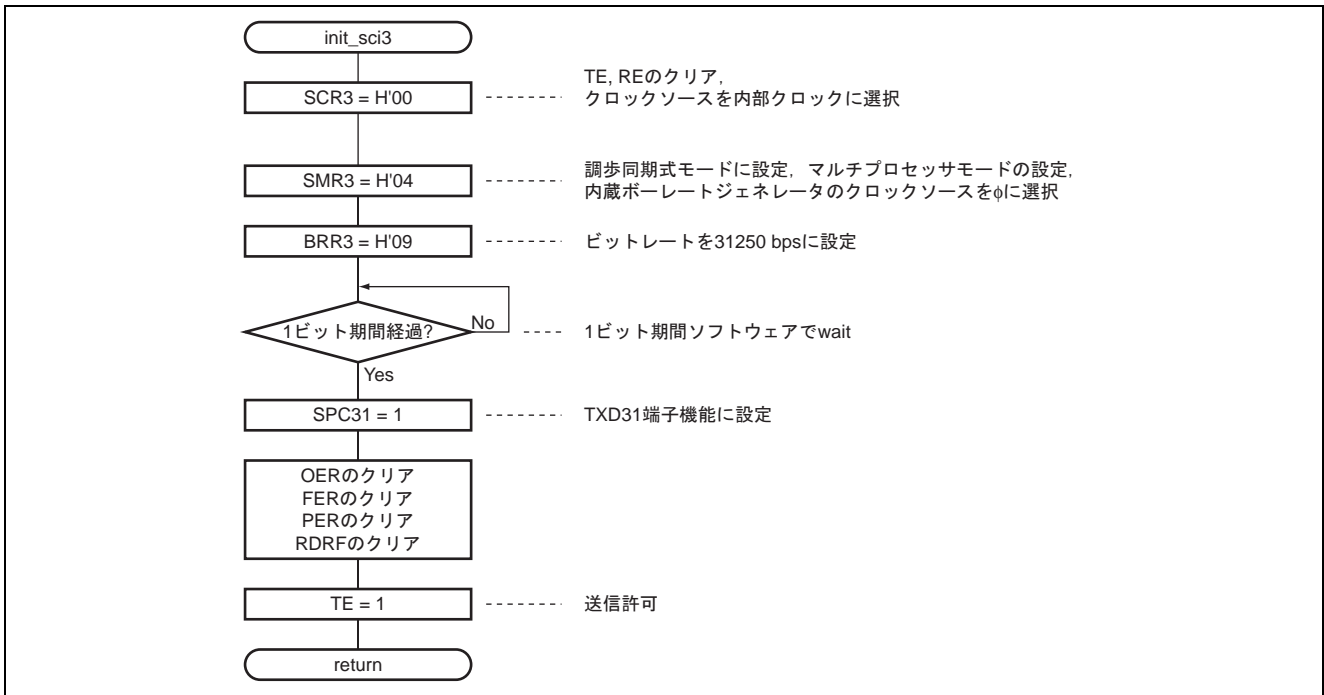 init_sci3
SCR3 = H'00
TE, REのクリア,
クロックソースを内部クロックに選択
SMR3 = H'04
調歩同期式モードに設定, マルチプロセッサモードの設定,
内蔵ボーレートジェネレータのクロックソースをφに選択
BRR3 = H'09
ビットレートを31250 bpsに設定
1ビット期間経過?
No
1ビット期間ソフトウェアでwait
Yes
SPC31 = 1
TXD31端子機能に設定
OERのクリア
FERのクリア
PERのクリア
RDRFのクリア
TE = 1
送信許可
return